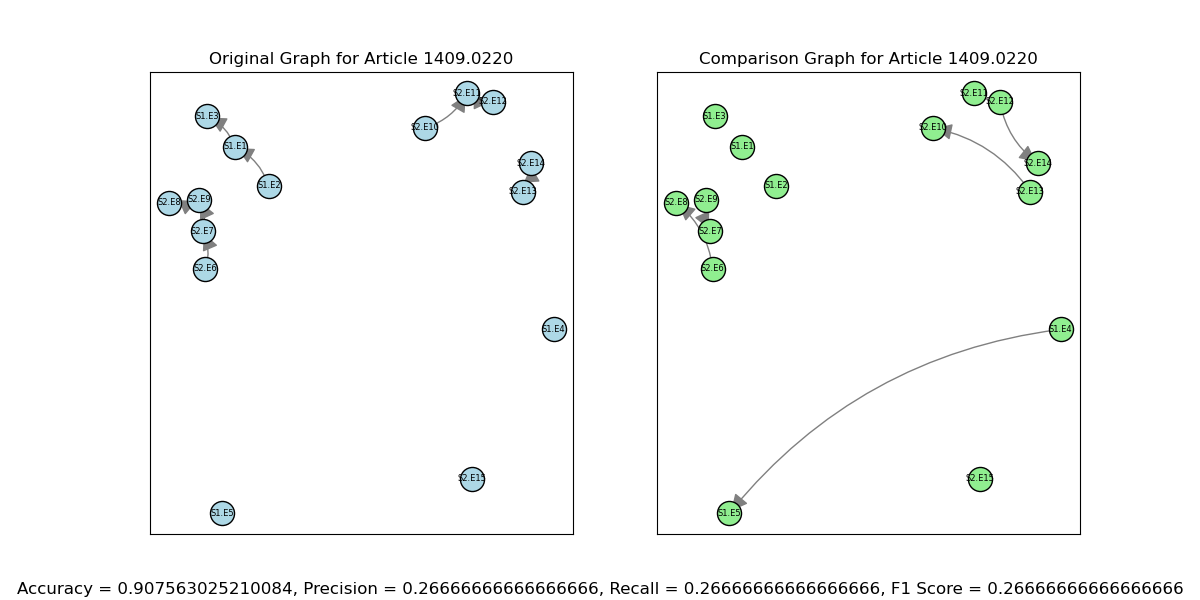 Original Graph for Article 1409.0220
Comparison Graph for Article 1409.0220
S2.E11
S2.E12
S1.E3
S2.E10
S1.E1
S2.E14
S1.E2
S2.E13
S2.E9
S2.E8
S2.E7
S2.E6
S1.E4
S2.E15
S1.E5
S2.E11
S2.E12
S1.E3
S2.E10
S1.E1
S2.E14
S1.E2
S2.E13
S2.E9
S2.E8
S2.E7
S2.E6
S1.E4
S2.E15
S1.E5
Accuracy = 0.907563025210084, Precision = 0.26666666666666666, Recall = 0.26666666666666666, F1 Score = 0.26666666666666666